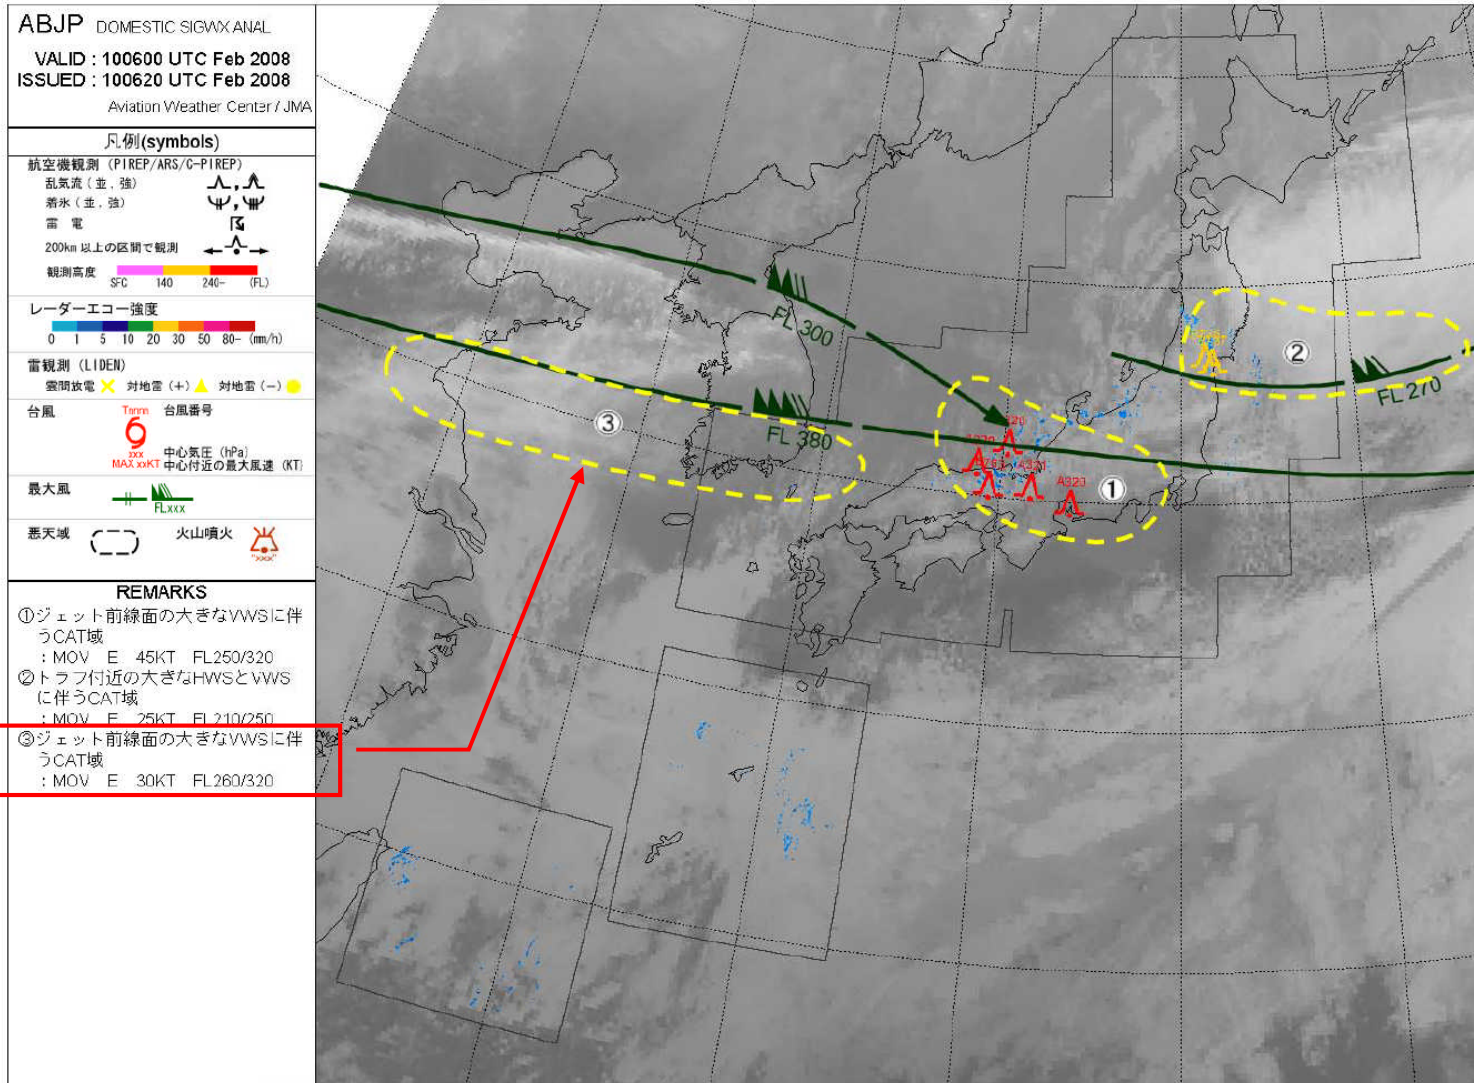 ABJP DOMESTIC SIGWX ANAL
VALID : 100600 UTC Feb 2008
ISSUED : 100620 UTC Feb 2008
Aviation Weather Center / JMA
凡例(symbols)
航空機観測 (PIREP/ARS/C-PIREP)
乱気流 ( 並 , 強 )
着氷 ( 並 , 強 )
雷 電
200km 以上の区間で観測
観測高度
SFC 140 240- (FL)
レーダーエコー強度
0 1 5 10 20 30 50 80- (mm/h)
雷観測 (LIDEN)
雲間放電 対地雷 (+) 対地雷 (-)
台風 Tnnnn 台風番号
xxx 中心気圧 (hPa)
MAX xxKT 中心付近の最大風速 (KT)
最大風
FLxxx
悪天域 火山噴火
"xxxx"
REMARKS
①ジェット前線面の大きなVWSに伴
うCAT域
: MOV E 45KT FL250/320
②トラフ付近の大きなHWSとVWS
に伴うCAT域
: MOV E 25KT FL210/250
③ジェット前線面の大きなVWSに伴
うCAT域
: MOV E 30KT FL260/320
FL 300
②
FL 270
③
FL 380
A321
①
A320